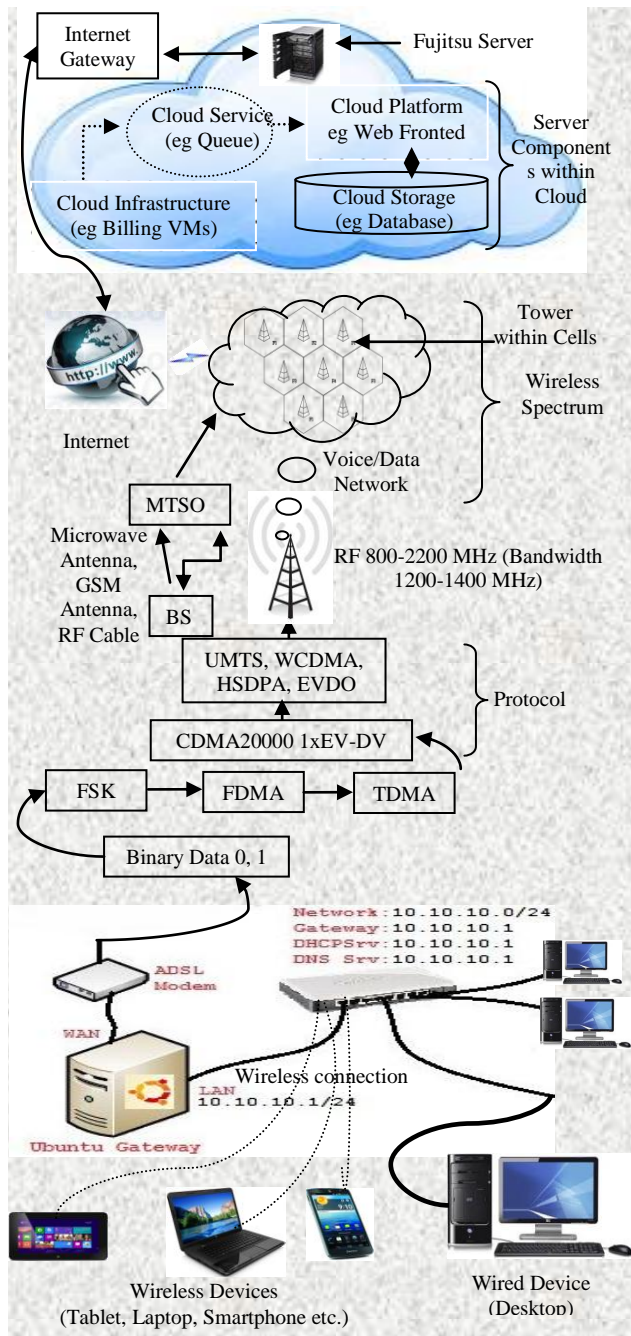 Internet
Gateway
Fujitsu Server
Cloud Service
(eg Queue)
Cloud Platform
eg Web Fronted
Server
Component
s within
Cloud
Cloud Infrastructure
(eg Billing VMs)
Cloud Storage
(eg Database)
http://www.
Internet
Tower
within Cells
Wireless
Spectrum
Voice/Data
Network
MTSO
Microwave
Antenna,
GSM
Antenna,
RF Cable
BS
RF 800-2200 MHz (Bandwidth
1200-1400 MHz)
UMTS, WCDMA,
HSDPA, EVDO
Protocol
CDMA20000 1xEV-DV
FSK
FDMA
TDMA
Binary Data 0, 1
Network:10.10.10.0/24
Gateway:10.10.10.1
DHCPSrv:10.10.10.1
DNS Srv:10.10.10.1
ADSL
Modem
WAN
LAN
Wireless connection
10.10.10.1/24
Ubuntu Gateway
Wireless Devices
(Tablet, Laptop, Smartphone etc.)
Wired Device
(Desktop)